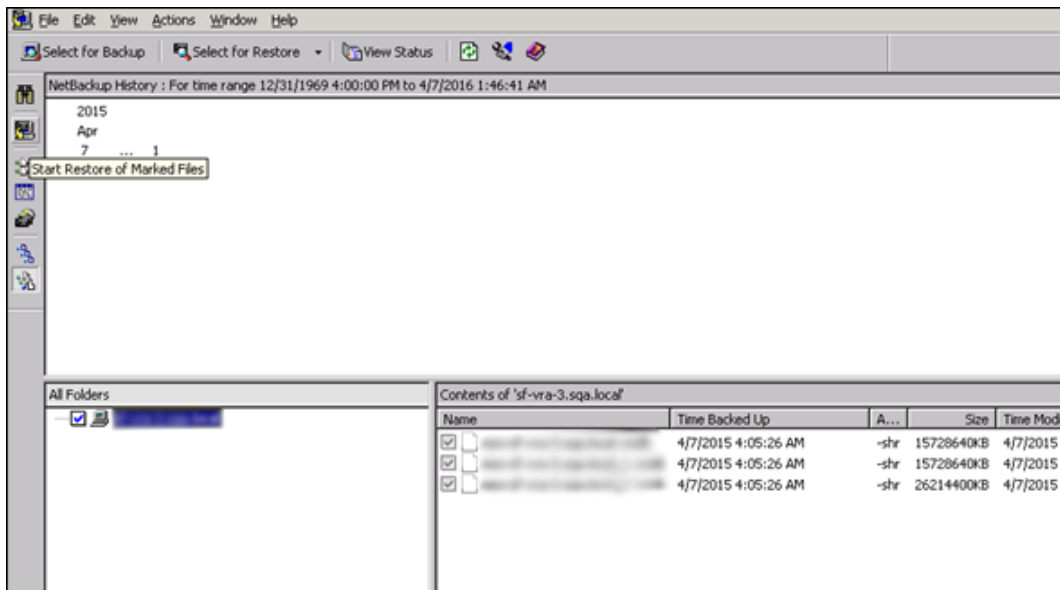 File Edit View Actions Window Help
Select for Backup Select for Restore View Status
NetBackup History : For time range 12/31/1969 4:00:00 PM to 4/7/2016 1:46:41 AM
2015
Apr
7 ... 1
Start Restore of Marked Files
All Folders
Contents of 'sf-vra-3.sqa.local'
Name Time Backed Up A... Size Time Mod
4/7/2015 4:05:26 AM -shr 15728640KB 4/7/2015
4/7/2015 4:05:26 AM -shr 15728640KB 4/7/2015
4/7/2015 4:05:26 AM -shr 26214400KB 4/7/2015